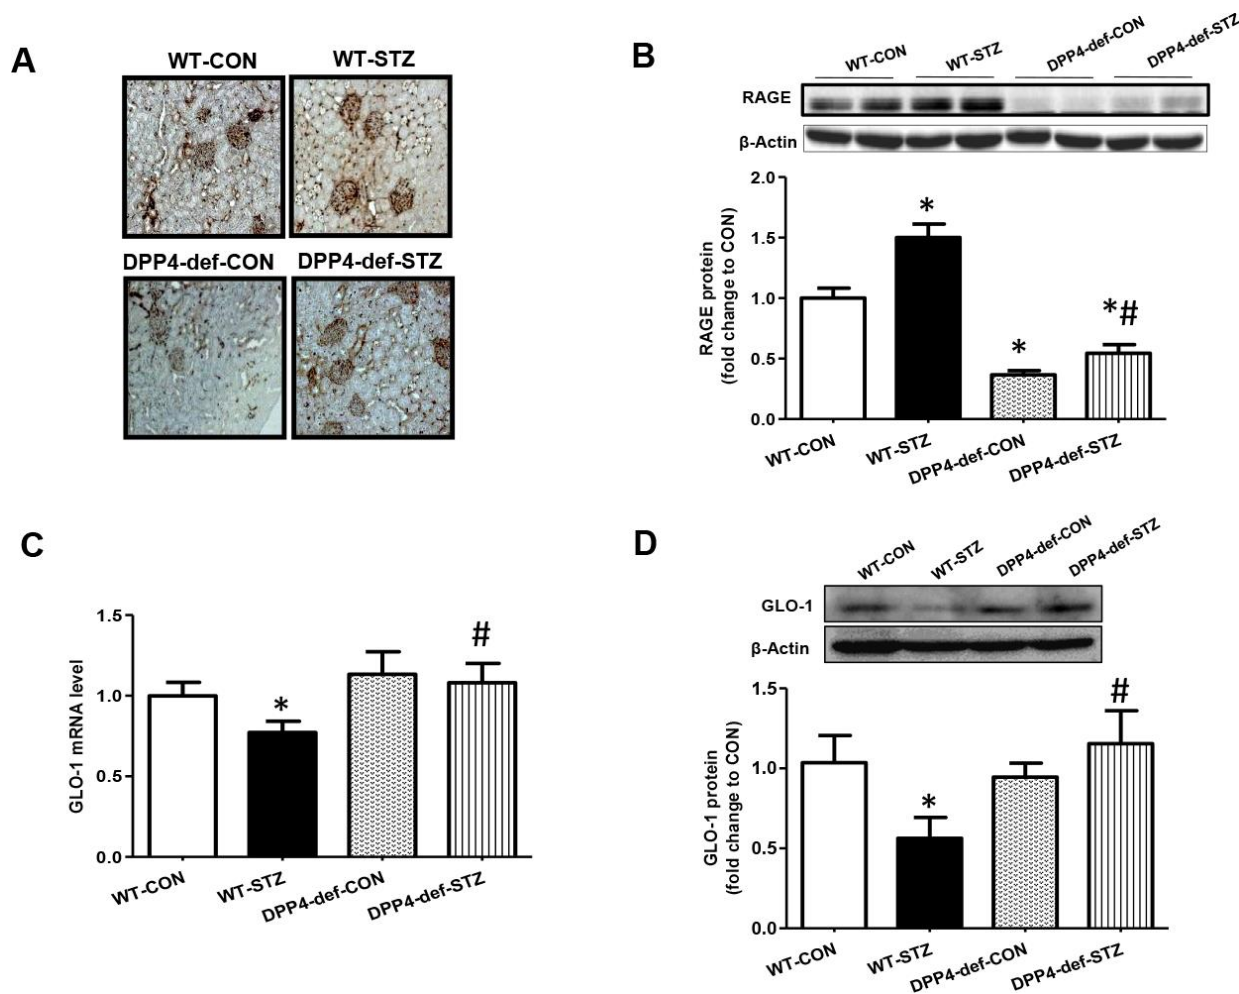 A
WT-CON
WT-STZ
DPP4-def-CON
DPP4-def-STZ
B
WT-CON
WT-STZ
DPP4-def-CON
DPP4-def-STZ
RAGE
β-Actin
RAGE protein
(fold change to CON)
2.0
1.5
1.0
0.5
0.0
*
*
*#
WT-CON
WT-STZ
DPP4-def-CON
DPP4-def-STZ
C
GLO-1 mRNA level
1.5
1.0
0.5
0.0
*
#
WT-CON
WT-STZ
DPP4-def-CON
DPP4-def-STZ
D
WT-CON
WT-STZ
DPP4-def-CON
DPP4-def-STZ
GLO-1
β-Actin
GLO-1 protein
(fold change to CON)
1.5
1.0
0.5
0.0
*
#
WT-CON
WT-STZ
DPP4-def-CON
DPP4-def-STZ